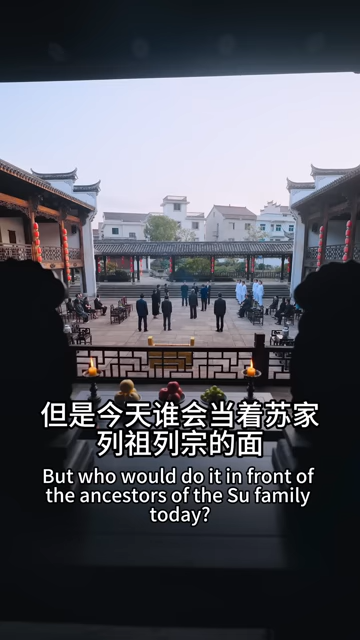 但是今天谁会当着苏家
列祖列宗的面
But who would do it in front of
the ancestors of the Su family
today?